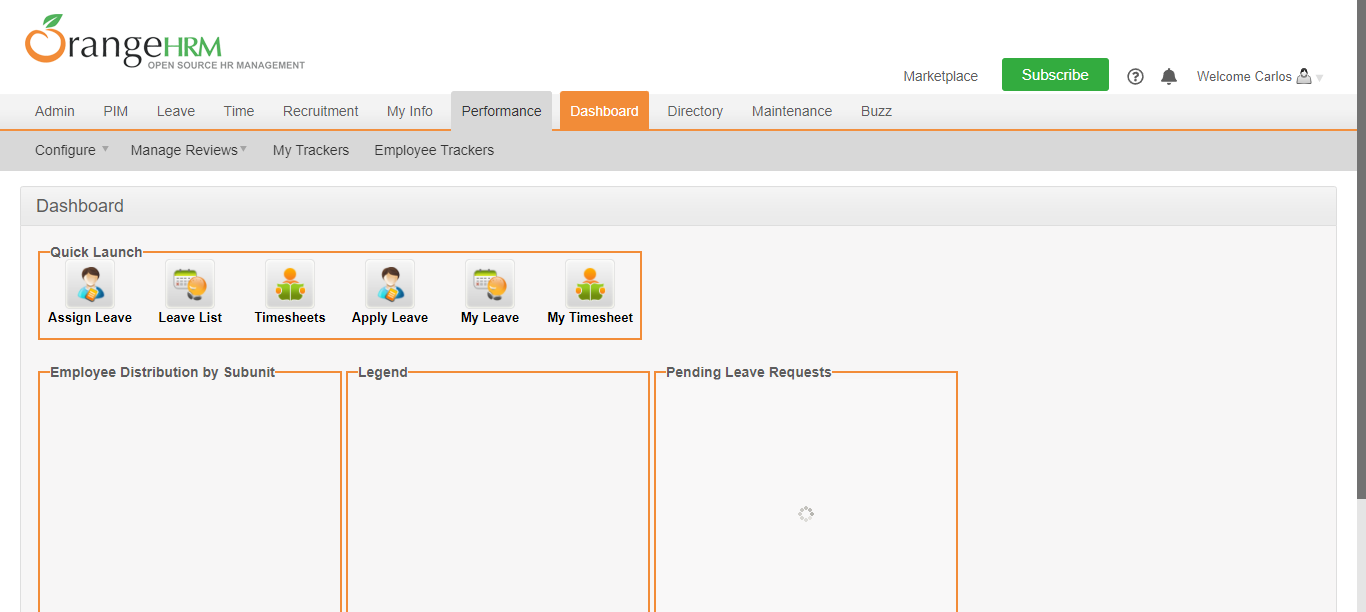 OrangeHRM
OPEN SOURCE HR MANAGEMENT
Marketplace Subscribe Welcome Carlos
Admin PIM Leave Time Recruitment My Info Performance Dashboard Directory Maintenance Buzz
Configure Manage Reviews My Trackers Employee Trackers
Dashboard
Quick Launch
Assign Leave Leave List Timesheets Apply Leave My Leave My Timesheet
Employee Distribution by Subunit Legend Pending Leave Requests